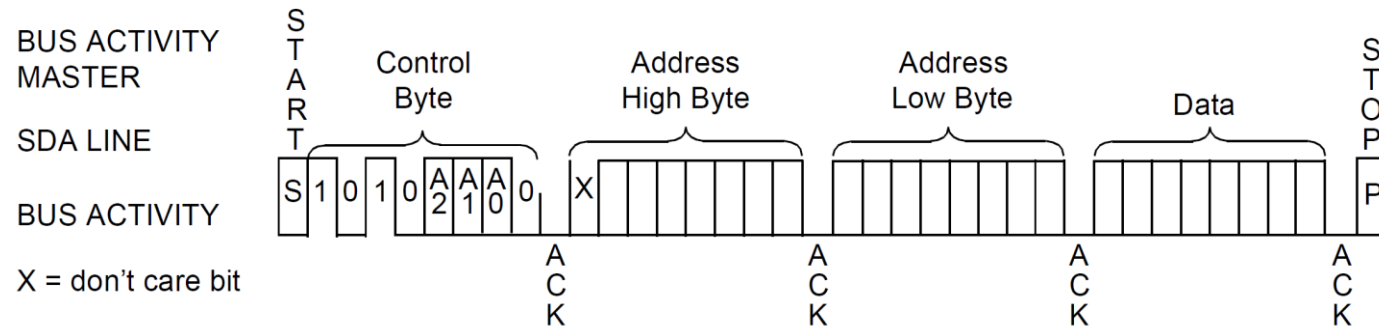 BUS ACTIVITY
MASTER
SDA LINE
BUS ACTIVITY
X = don't care bit
START
Control
Byte
Address
High Byte
Address
Low Byte
Data
STOP
S 1 0 1 0 A2 A1 A0 0 X P
ACK ACK ACK ACK